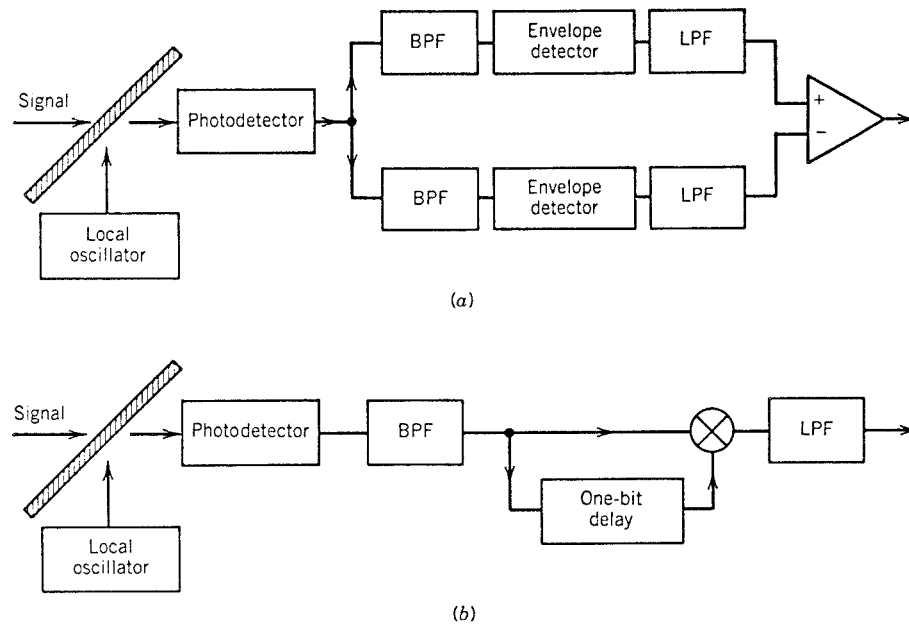 BPF
Envelope
detector
LPF
Signal
Photodetector
+
−
BPF
Envelope
detector
LPF
Local
oscillator
(a)
Signal
Photodetector
BPF
LPF
One-bit
delay
Local
oscillator
(b)